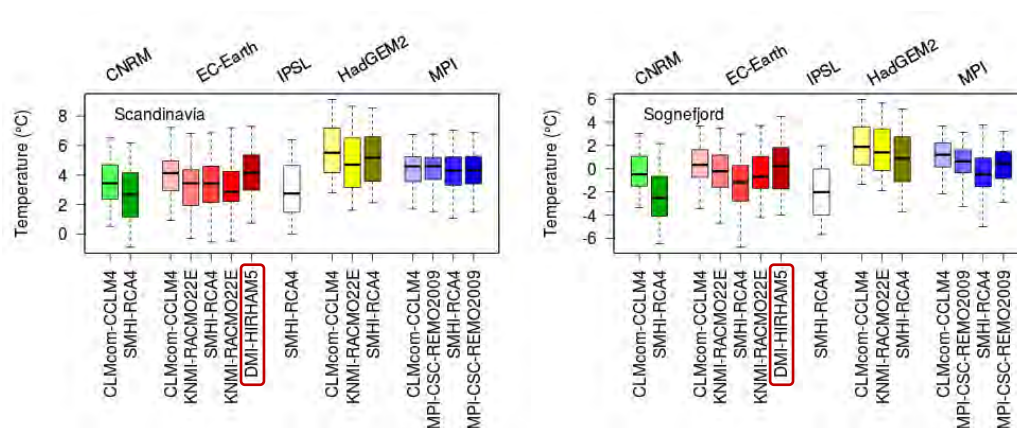 CNRM
EC-Earth
IPSL
HadGEM2
MPI
Scandinavia
Temperature (°C)
8
6
4
2
0
CLMcom-CCLM4
SMHI-RCA4
CLMcom-CCLM4
KNMI-RACMO22E
SMHI-RCA4
KNMI-RACMO22E
DMI-HIRHAM5
SMHI-RCA4
CLMcom-CCLM4
KNMI-RACMO22E
SMHI-RCA4
CLMcom-CCLM4
MPI-CSC-REMO2009
SMHI-RCA4
MPI-CSC-REMO2009
CNRM
EC-Earth
IPSL
HadGEM2
MPI
Sognefjord
Temperature (°C)
6
4
2
0
-2
-4
-6
CLMcom-CCLM4
SMHI-RCA4
CLMcom-CCLM4
KNMI-RACMO22E
SMHI-RCA4
KNMI-RACMO22E
DMI-HIRHAM5
SMHI-RCA4
CLMcom-CCLM4
KNMI-RACMO22E
SMHI-RCA4
CLMcom-CCLM4
MPI-CSC-REMO2009
SMHI-RCA4
MPI-CSC-REMO2009